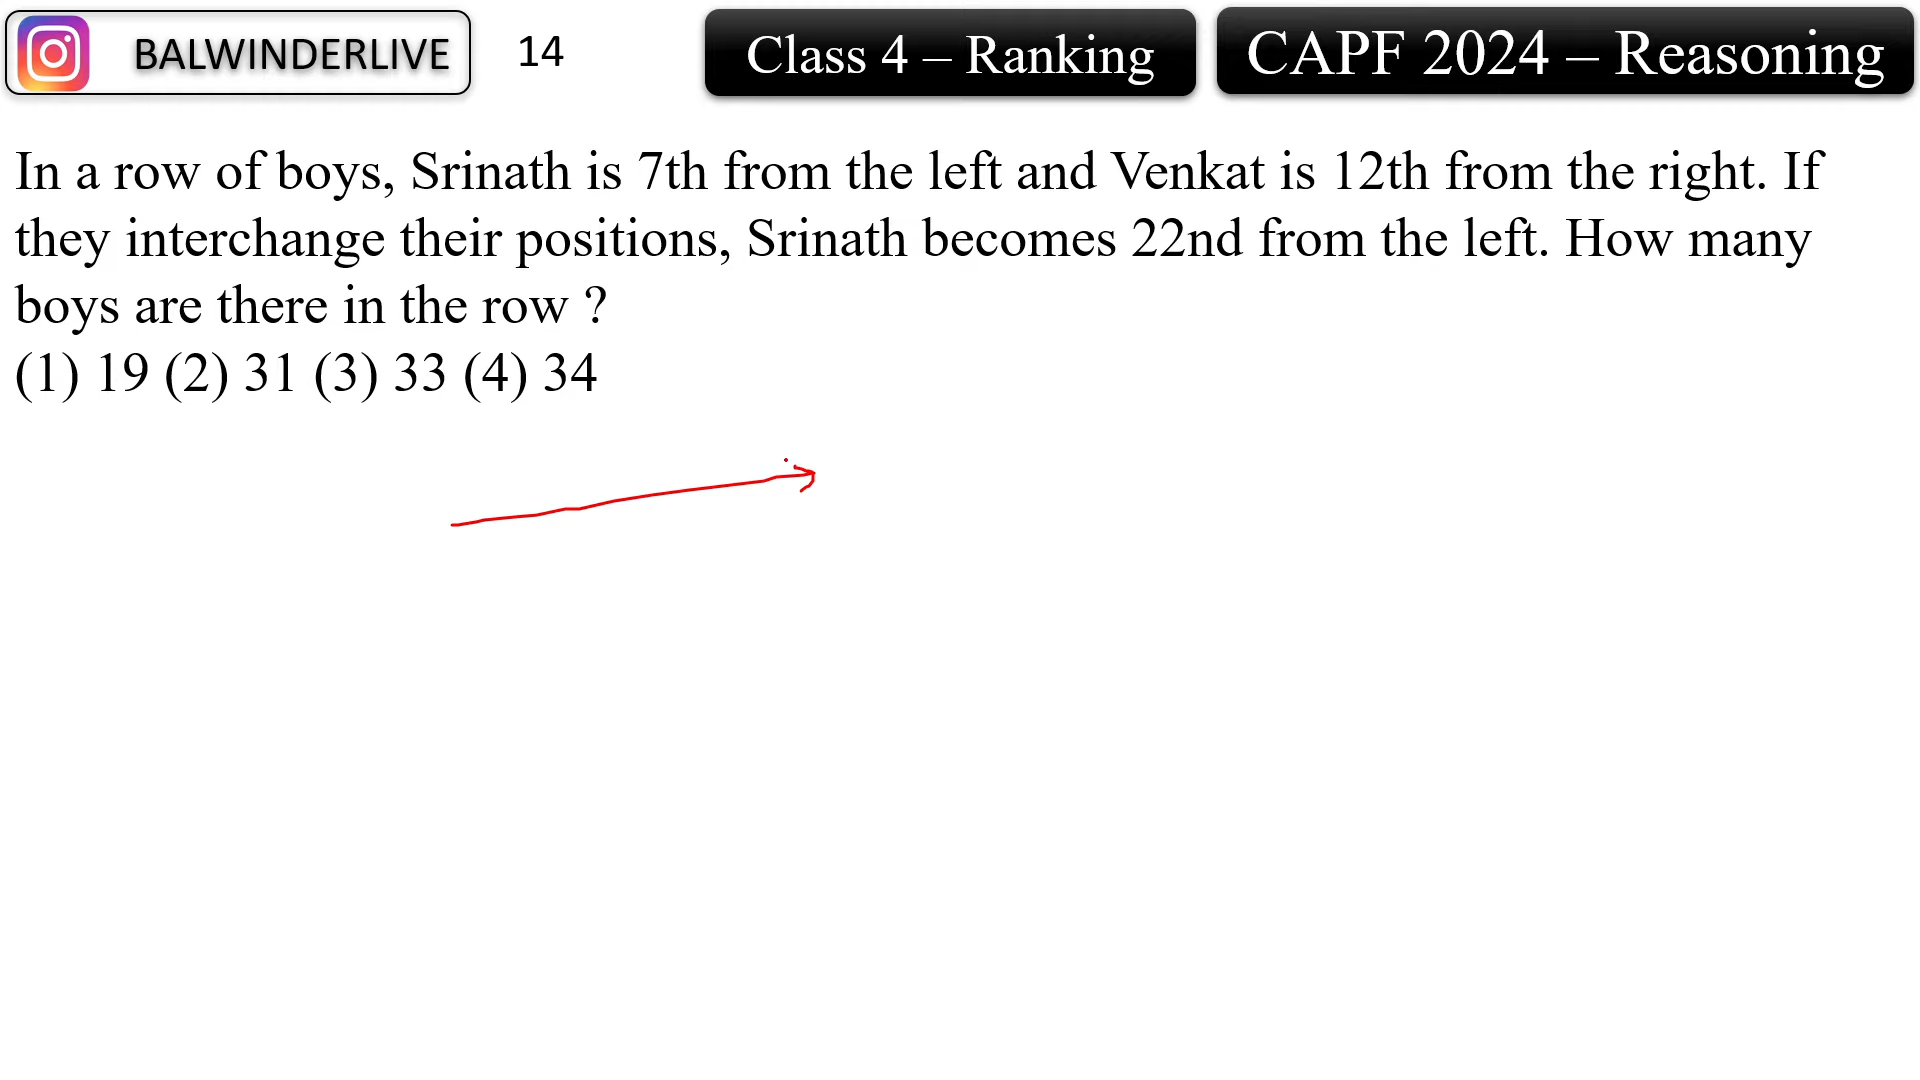 BALWINDERLIVE 14 Class 4 – Ranking CAPF 2024 – Reasoning
In a row of boys, Srinath is 7th from the left and Venkat is 12th from the right. If
they interchange their positions, Srinath becomes 22nd from the left. How many
boys are there in the row ?
(1) 19 (2) 31 (3) 33 (4) 34